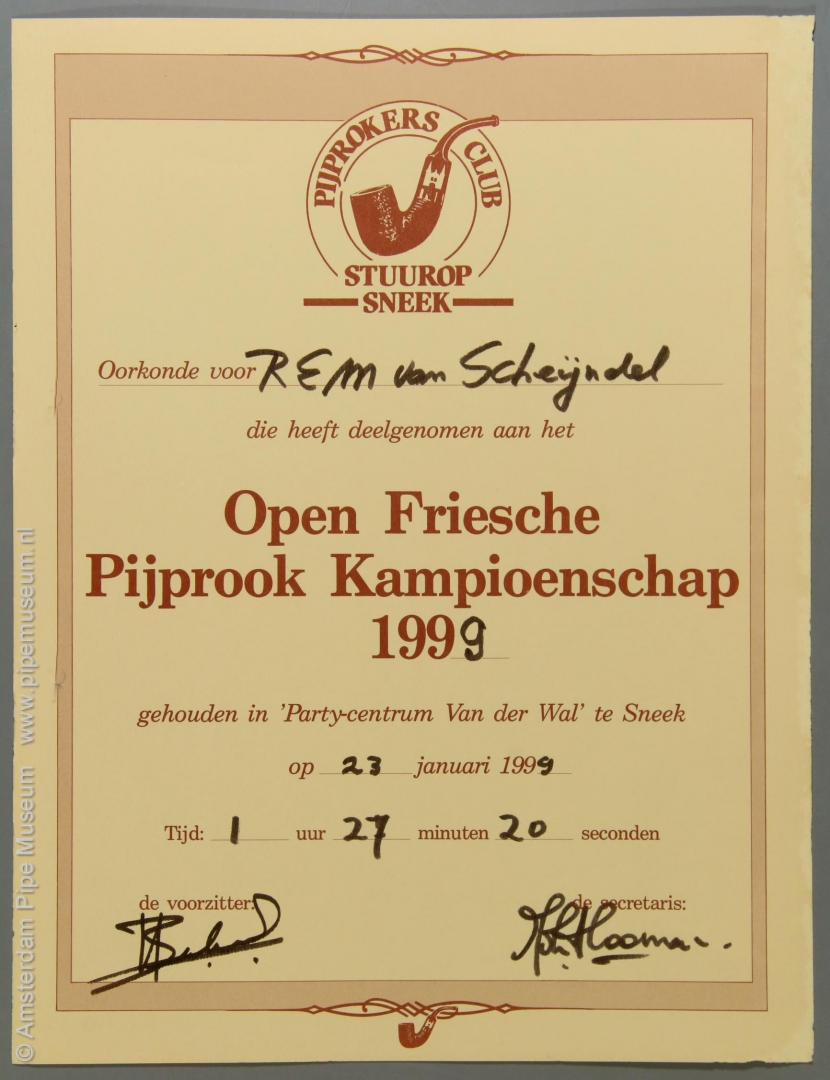 PIJPROKERS CLUB
STUUROP
SNEEK
Oorkonde voor R E M van Scheijndel
die heeft deelgenomen aan het
Open Friesche
Pijprook Kampioenschap
1999
gehouden in 'Party-centrum Van der Wal' te Sneek
op 23 januari 1999
Tijd: 1 uur 27 minuten 20 seconden
de voorzitter: de secretaris:
© Amsterdam Pipe Museum www.pipemuseum.nl